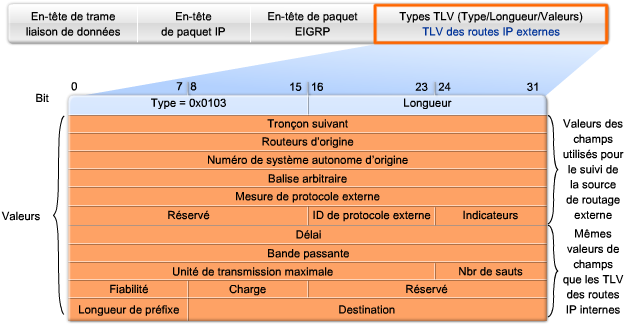 En-tête de trame
liaison de données
En-tête
de paquet IP
En-tête de paquet
EIGRP
Types TLV (Type/Longueur/Valeurs)
TLV des routes IP externes
Bit
0 7 8 15 16 23 24 31
Type = 0x0103 Longueur
Valeurs
Tronçon suivant
Routeurs d'origine
Numéro de système autonome d'origine
Balise arbitraire
Mesure de protocole externe
Réservé ID de protocole externe Indicateurs
Délai
Bande passante
Unité de transmission maximale Nbr de sauts
Fiabilité Charge Réservé
Longueur de préfixe Destination
Valeurs des
champs
utilisés pour
le suivi de
la source
de routage
externe
Mêmes
valeurs de
champs
que les TLV
des routes
IP internes